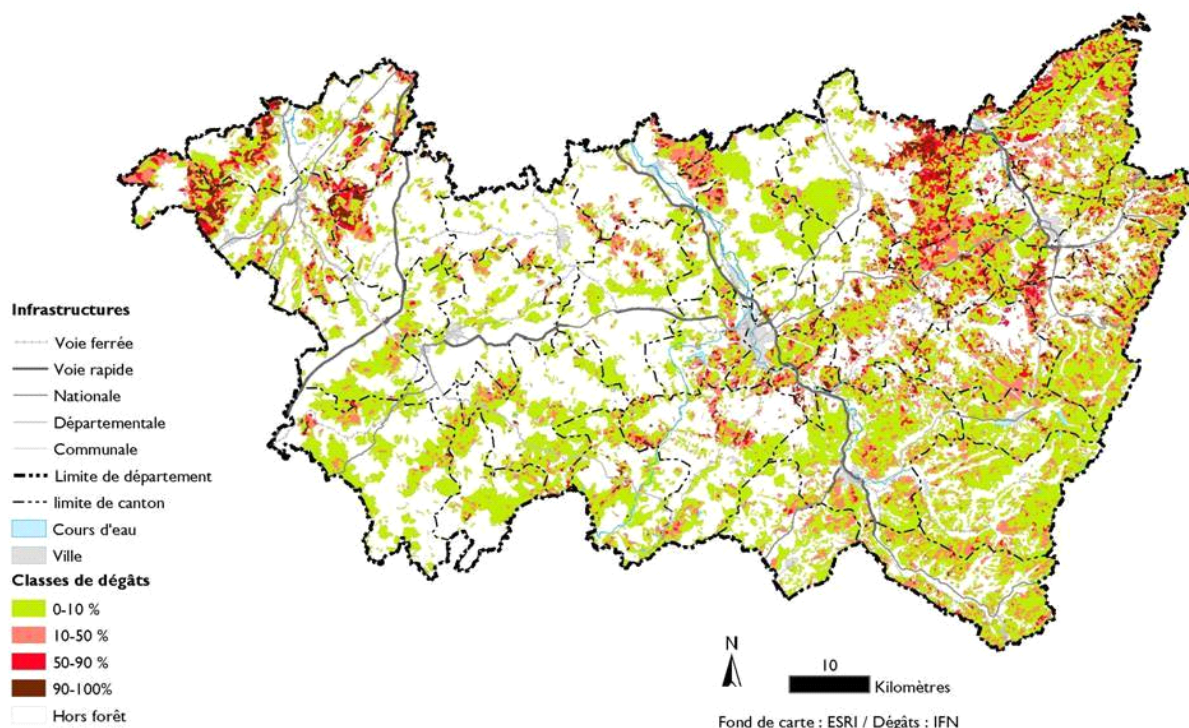 Infrastructures
Voie ferrée
Voie rapide
Nationale
Départementale
Communale
Limite de département
limite de canton
Cours d'eau
Ville
Classes de dégâts
0-10 %
10-50 %
50-90 %
90-100%
Hors forêt
N
10
Kilomètres
Fond de carte : ESRI / Dégâts : IFN